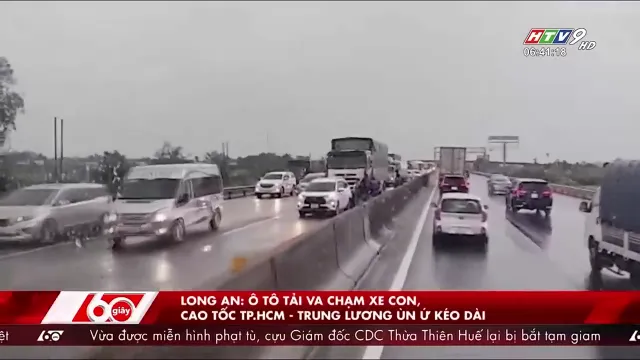 HTV9 HD
06:41:18
60 giây
LONG AN: Ô TÔ TẢI VA CHẠM XE CON,
CAO TỐC TP.HCM - TRUNG LƯƠNG ÙN Ứ KÉO DÀI
Vừa được miễn hình phạt tù, cựu Giám đốc CDC Thừa Thiên Huế lại bị bắt tạm giam